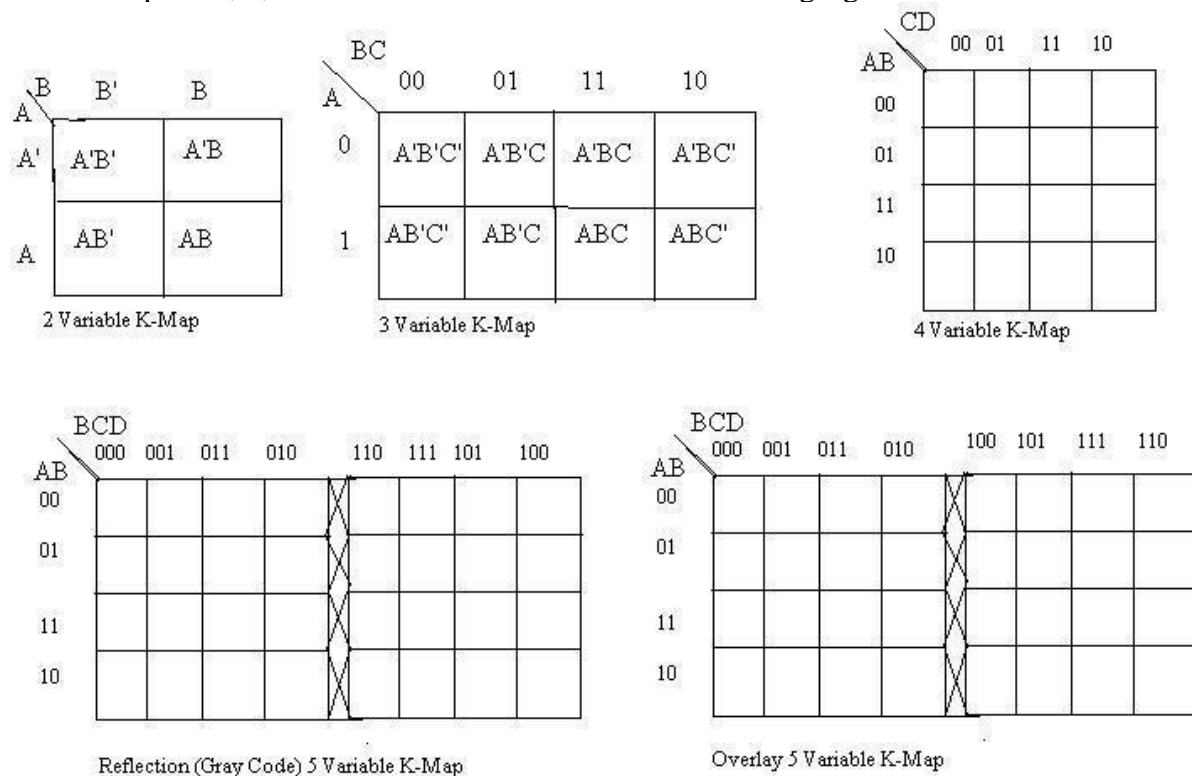 B B' B
A
A' A'B' A'B
A AB' AB
2 Variable K-Map
BC
A 00 01 11 10
0 A'B'C' A'B'C A'BC A'BC'
1 AB'C' AB'C ABC ABC'
3 Variable K-Map
CD
00 01 11 10
AB
00
01
11
10
4 Variable K-Map
BCD
000 001 011 010 110 111 101 100
AB
00
01
11
10
Reflection (Gray Code) 5 Variable K-Map
BCD
000 001 011 010 100 101 111 110
AB
00
01
11
10
Overlay 5 Variable K-Map